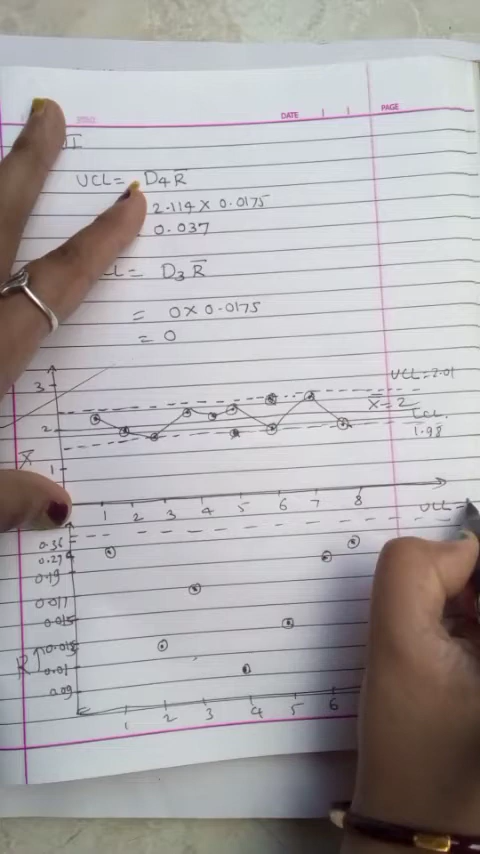 DATE
PAGE
UCL = D4R
2.114 × 0.0175
0.037
= D3R̄
= 0 × 0.0175
= 0
3
UCL = 2.01
X̿ = 2
2
LCL
1.98
X̄
1
1 2 3 4 5 6 7 8
UCL =
0.36
0.19
0.017
0.015
R
0.01
0.09
1 2 3 4 5 6